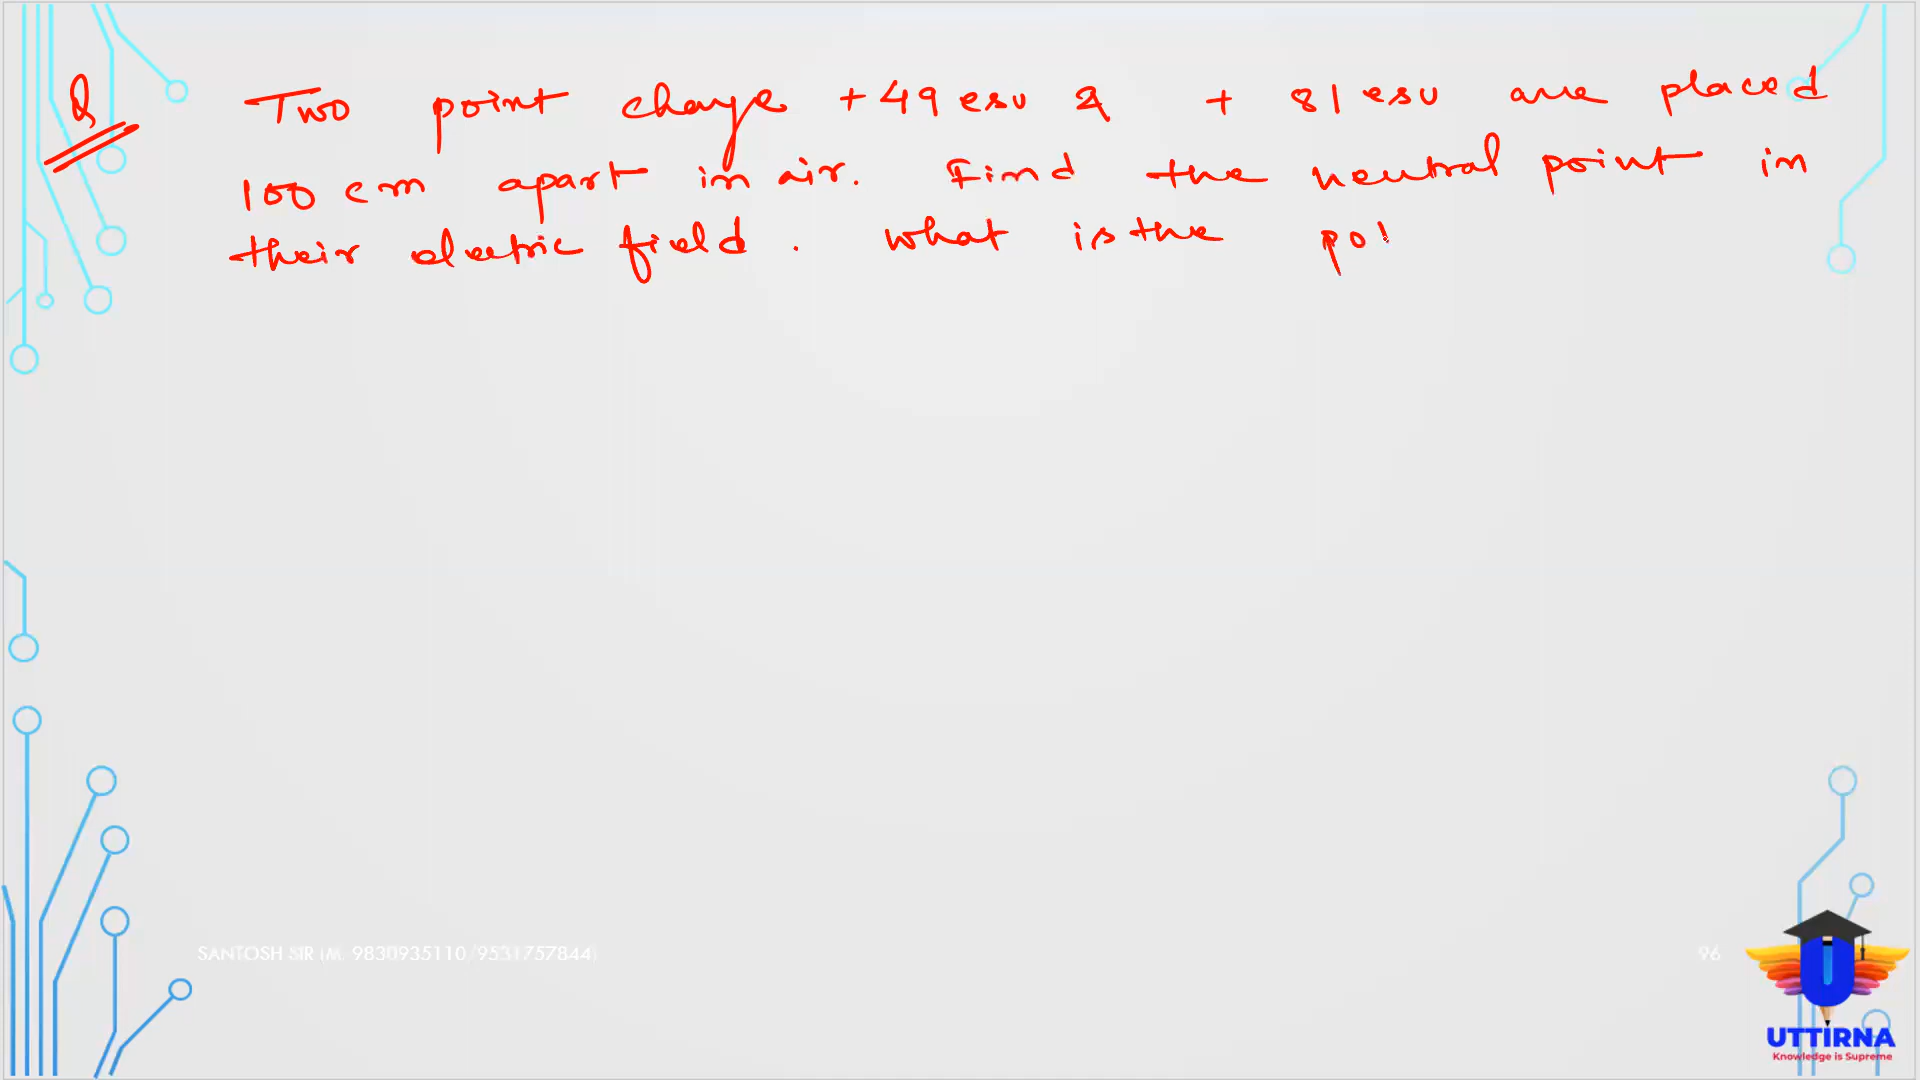 Q Two point charge +49 esu & + 81 esu are placed
100 cm apart in air. Find the neutral point in
their electric field. What is the poi
SANTOSH SIR (M. 9830935110/9531757844)
96
UTTIRNA
Knowledge is Supreme